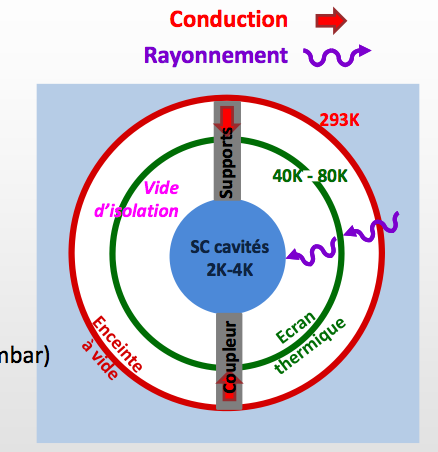 Conduction
Rayonnement
293K
Supports
40K - 80K
Vide
d'isolation
SC cavités
2K-4K
Enceinte
à vide
Ecran
thermique
Coupleur
mbar)